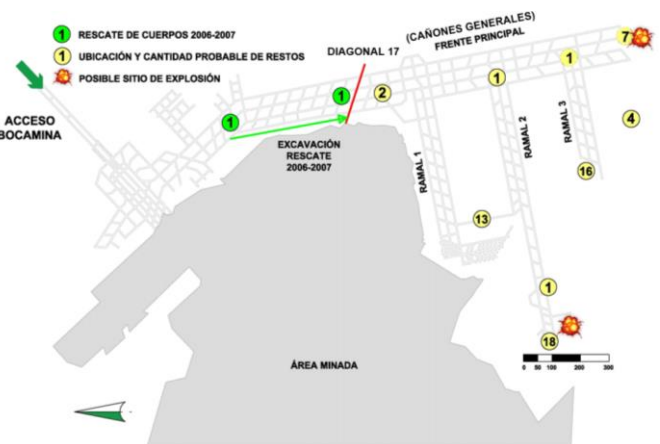 1 RESCATE DE CUERPOS 2006-2007
1 UBICACIÓN Y CANTIDAD PROBABLE DE RESTOS
POSIBLE SITIO DE EXPLOSIÓN
(CAÑONES GENERALES)
FRENTE PRINCIPAL
DIAGONAL 17
ACCESO
BOCAMINA
7
1
1
2
1
1
4
EXCAVACIÓN
RESCATE
2006-2007
RAMAL 1
RAMAL 2
RAMAL 3
16
13
1
18
ÁREA MINADA
0 50 100 200 300